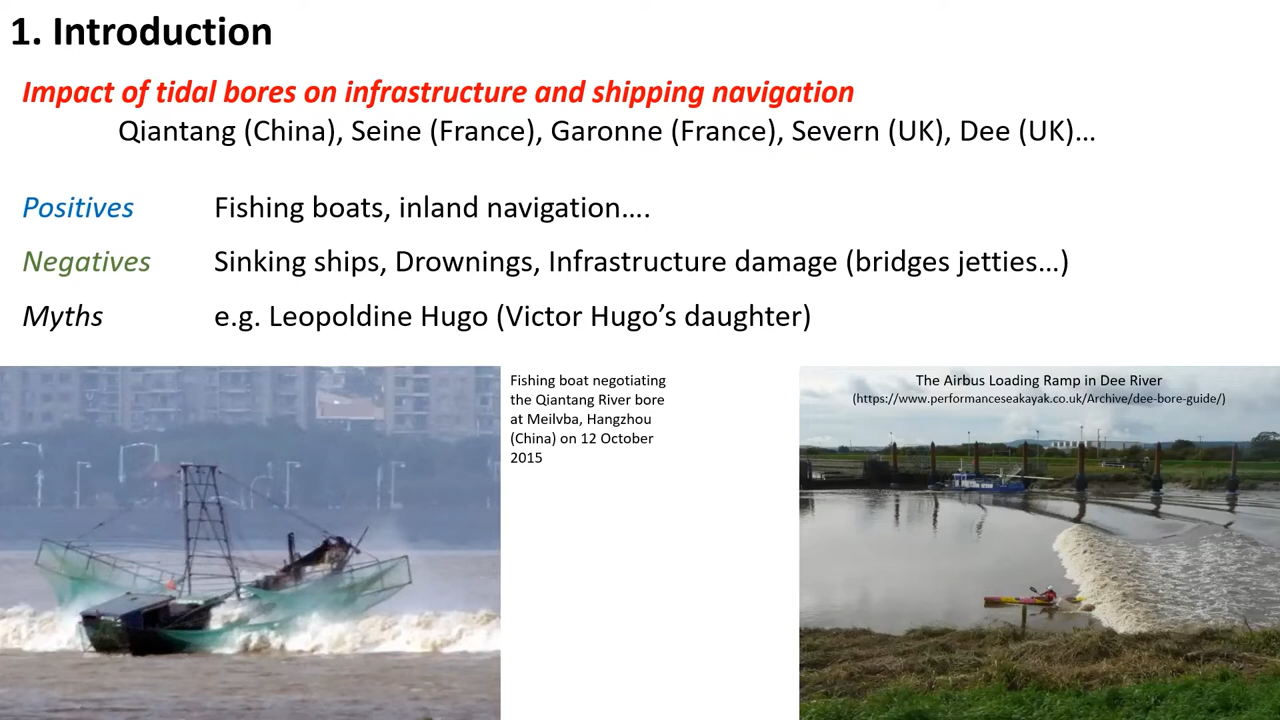 1. Introduction
Impact of tidal bores on infrastructure and shipping navigation
Qiantang (China), Seine (France), Garonne (France), Severn (UK), Dee (UK)…
Positives Fishing boats, inland navigation….
Negatives Sinking ships, Drownings, Infrastructure damage (bridges jetties…)
Myths e.g. Leopoldine Hugo (Victor Hugo’s daughter)
Fishing boat negotiating
the Qiantang River bore
at Meilvba, Hangzhou
(China) on 12 October
2015
The Airbus Loading Ramp in Dee River
(https://www.performanceseakayak.co.uk/Archive/dee-bore-guide/)